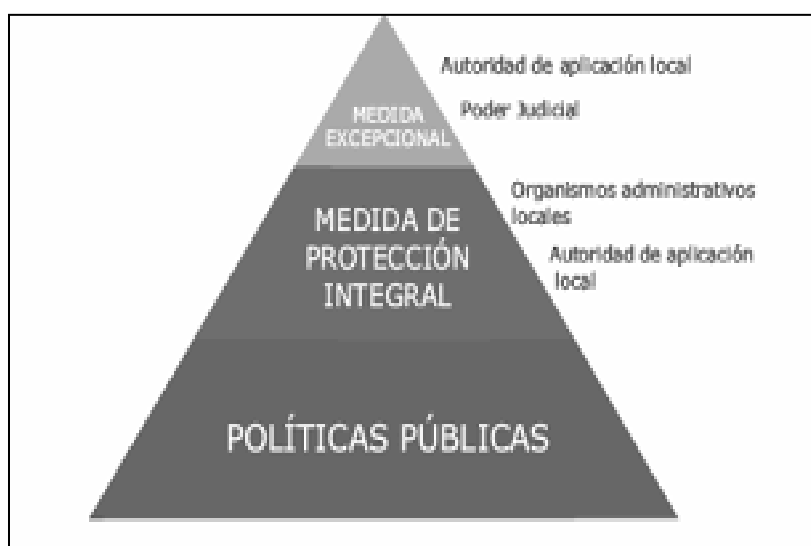 Autoridad de aplicación local
MEDIDA
EXCEPCIONAL
Poder Judicial
MEDIDA DE
PROTECCIÓN
INTEGRAL
Organismos administrativos
locales
Autoridad de aplicación
local
POLÍTICAS PÚBLICAS